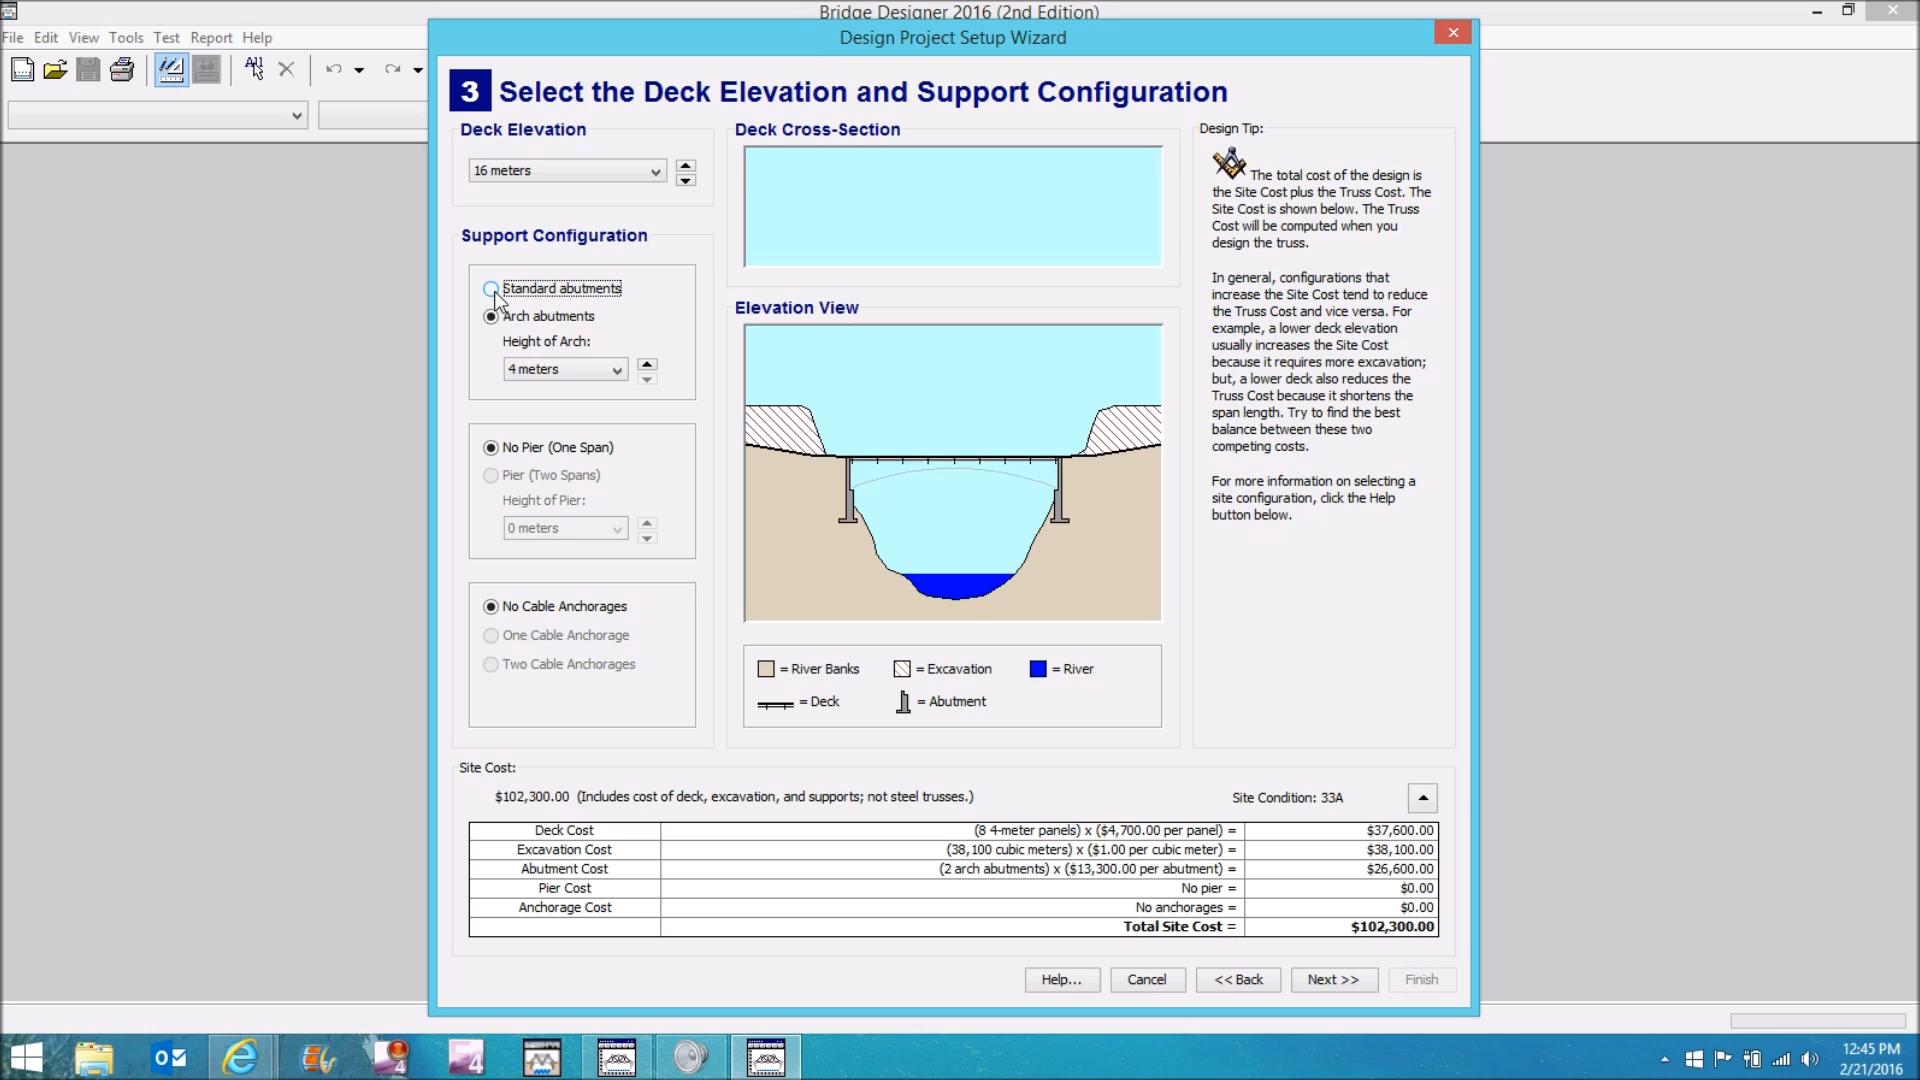 Bridge Designer 2016 (2nd Edition)
Design Project Setup Wizard
File Edit View Tools Test Report Help
3 Select the Deck Elevation and Support Configuration
Deck Elevation
16 meters
Support Configuration
Standard abutments
Arch abutments
Height of Arch:
4 meters
No Pier (One Span)
Pier (Two Spans)
Height of Pier:
0 meters
No Cable Anchorages
One Cable Anchorage
Two Cable Anchorages
Deck Cross-Section
Elevation View
= River Banks = Excavation = River
= Deck = Abutment
Design Tip:
The total cost of the design is
the Site Cost plus the Truss Cost. The
Site Cost is shown below. The Truss
Cost will be computed when you
design the truss.
In general, configurations that
increase the Site Cost tend to reduce
the Truss Cost and vice versa. For
example, a lower deck elevation
usually increases the Site Cost
because it requires more excavation;
but, a lower deck also reduces the
Truss Cost because it shortens the
span length. Try to find the best
balance between these two
competing costs.
For more information on selecting a
site configuration, click the Help
button below.
Site Cost:
$102,300.00 (Includes cost of deck, excavation, and supports; not steel trusses.) Site Condition: 33A
Deck Cost (8 4-meter panels) x ($4,700.00 per panel) = $37,600.00
Excavation Cost (38,100 cubic meters) x ($1.00 per cubic meter) = $38,100.00
Abutment Cost (2 arch abutments) x ($13,300.00 per abutment) = $26,600.00
Pier Cost No pier = $0.00
Anchorage Cost No anchorages = $0.00
Total Site Cost = $102,300.00
Help... Cancel << Back Next >> Finish
12:45 PM
2/21/2016